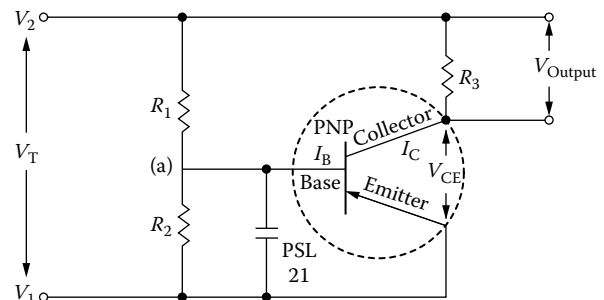 V2
R3
VOutput
R1
PNP
Collector
VT
(a)
IB
IC
VCE
Base
Emitter
R2
PSL
21
V1